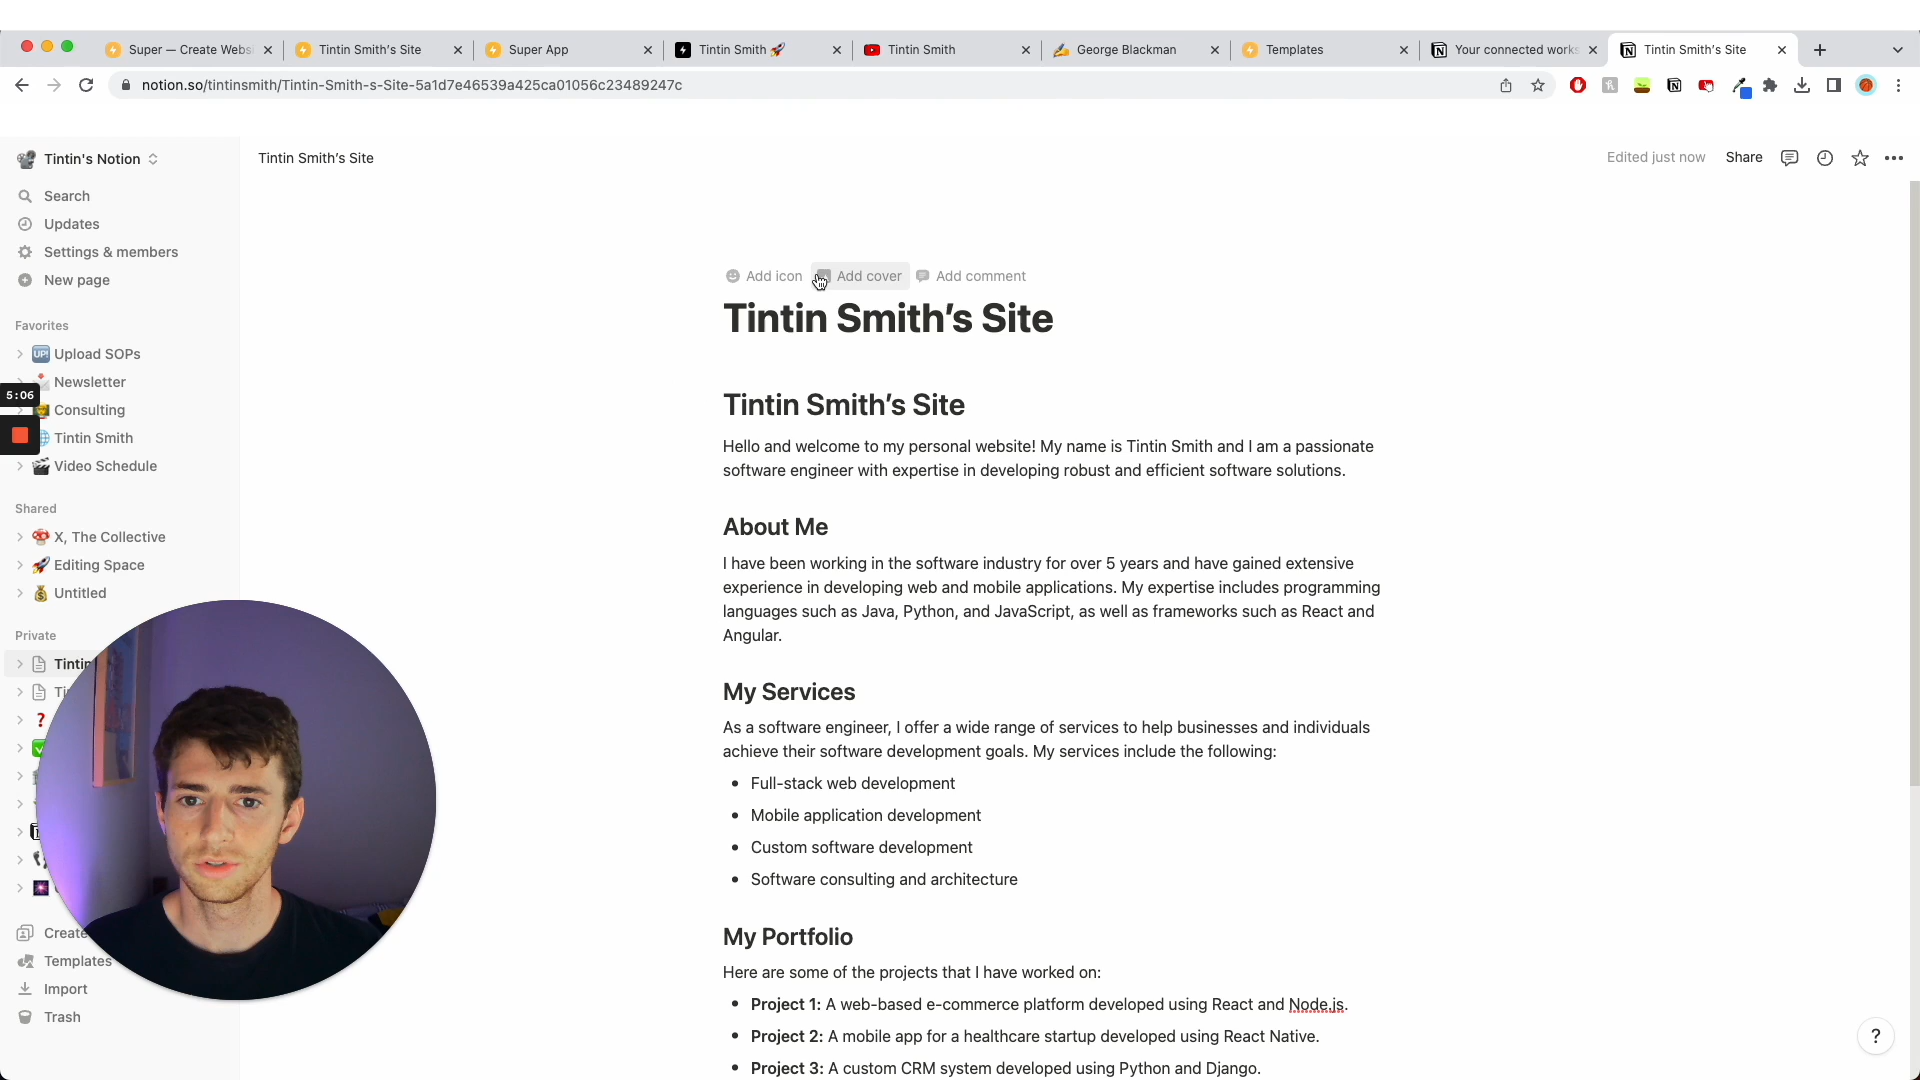 Super — Create Websi
Tintin Smith's Site
Super App
Tintin Smith 🚀
Tintin Smith
George Blackman
Templates
Your connected works
Tintin Smith's Site
notion.so/tintinsmith/Tintin-Smith-s-Site-5a1d7e46539a425ca01056c23489247c
Tintin's Notion
Tintin Smith's Site
Edited just now
Share
Search
Updates
Settings & members
New page
Favorites
Upload SOPs
Newsletter
Consulting
Tintin Smith
Video Schedule
5:06
Shared
X, The Collective
Editing Space
Untitled
Private
Tintin
Create
Templates
Import
Trash
Add icon
Add cover
Add comment
Tintin Smith's Site
Tintin Smith's Site
Hello and welcome to my personal website! My name is Tintin Smith and I am a passionate
software engineer with expertise in developing robust and efficient software solutions.
About Me
I have been working in the software industry for over 5 years and have gained extensive
experience in developing web and mobile applications. My expertise includes programming
languages such as Java, Python, and JavaScript, as well as frameworks such as React and
Angular.
My Services
As a software engineer, I offer a wide range of services to help businesses and individuals
achieve their software development goals. My services include the following:
• Full-stack web development
• Mobile application development
• Custom software development
• Software consulting and architecture
My Portfolio
Here are some of the projects that I have worked on:
• Project 1: A web-based e-commerce platform developed using React and Node.js.
• Project 2: A mobile app for a healthcare startup developed using React Native.
• Project 3: A custom CRM system developed using Python and Django.
?